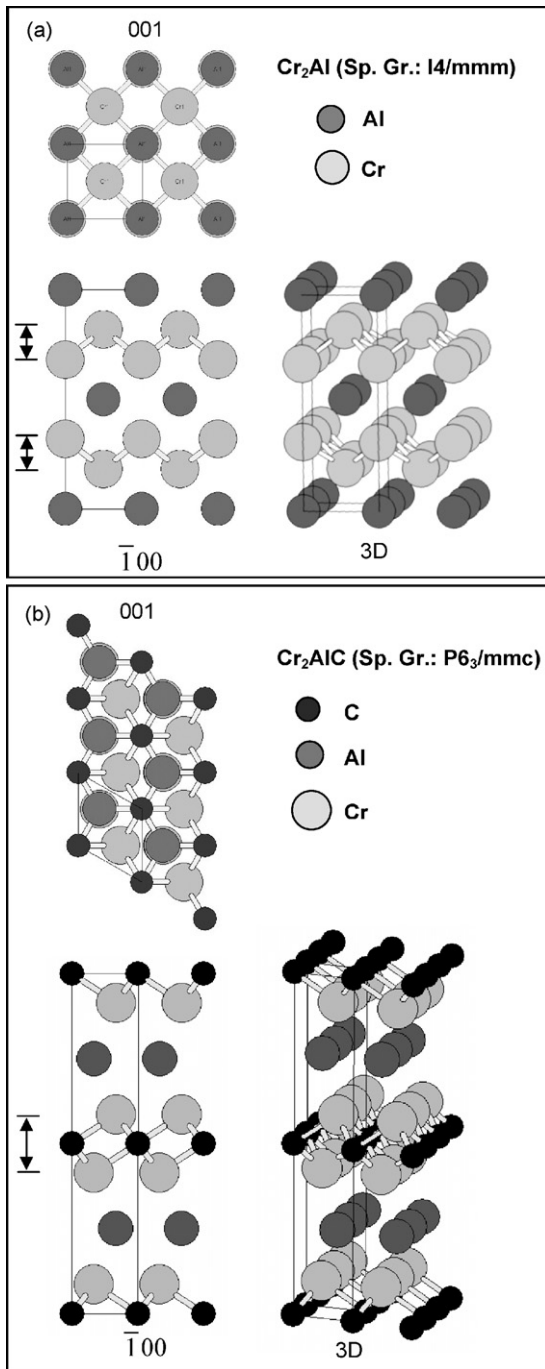 (a)
001
Cr₂Al (Sp. Gr.: I4/mmm)
Al
Cr
1̅00
3D
(b)
001
Cr₂AlC (Sp. Gr.: P6₃/mmc)
C
Al
Cr
1̅00
3D